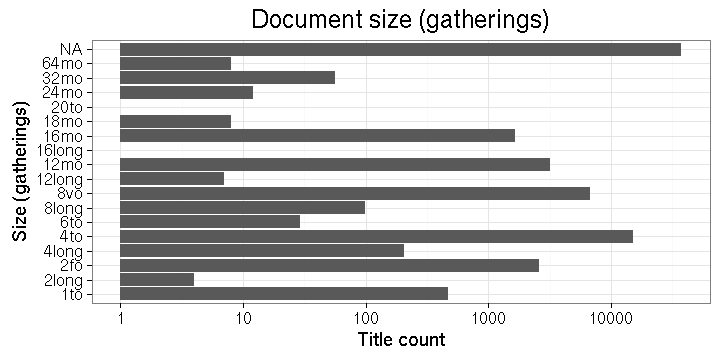 Document size (gatherings)
Size (gatherings)
NA
64mo
32mo
24mo
20to
18mo
16mo
16long
12mo
12long
8vo
8long
6to
4to
4long
2fo
2long
1to
1 10 100 1000 10000
Title count